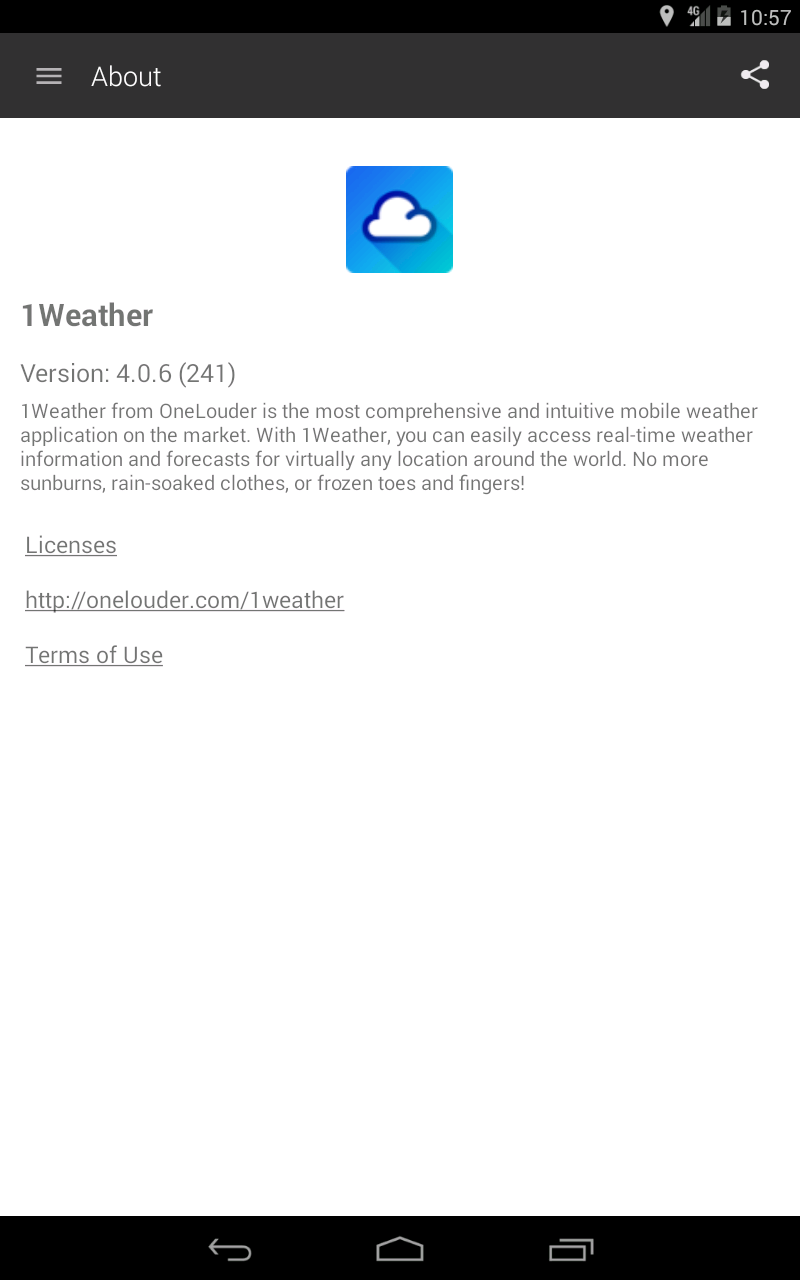 4G 10:57
About
1Weather
Version: 4.0.6 (241)
1Weather from OneLouder is the most comprehensive and intuitive mobile weather
application on the market. With 1Weather, you can easily access real-time weather
information and forecasts for virtually any location around the world. No more
sunburns, rain-soaked clothes, or frozen toes and fingers!
Licenses
http://onelouder.com/1weather
Terms of Use